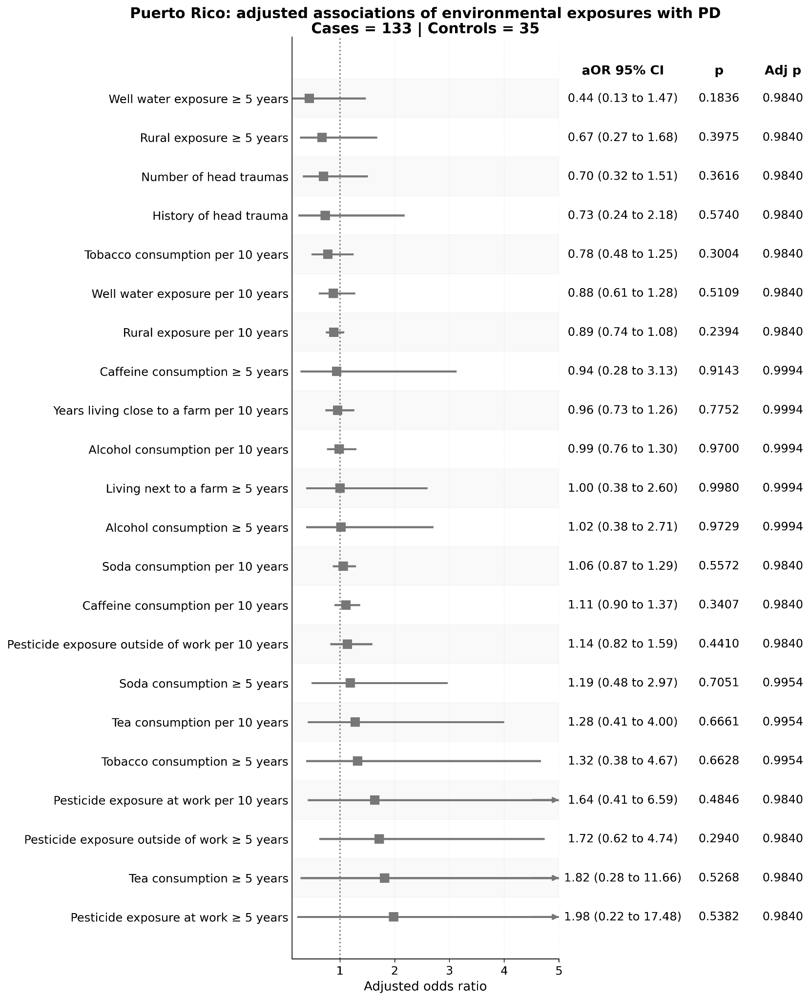 Puerto Rico: adjusted associations of environmental exposures with PD
Cases = 133 | Controls = 35
aOR 95% CI p Adj p
Well water exposure ≥ 5 years 0.44 (0.13 to 1.47) 0.1836 0.9840
Rural exposure ≥ 5 years 0.67 (0.27 to 1.68) 0.3975 0.9840
Number of head traumas 0.70 (0.32 to 1.51) 0.3616 0.9840
History of head trauma 0.73 (0.24 to 2.18) 0.5740 0.9840
Tobacco consumption per 10 years 0.78 (0.48 to 1.25) 0.3004 0.9840
Well water exposure per 10 years 0.88 (0.61 to 1.28) 0.5109 0.9840
Rural exposure per 10 years 0.89 (0.74 to 1.08) 0.2394 0.9840
Caffeine consumption ≥ 5 years 0.94 (0.28 to 3.13) 0.9143 0.9994
Years living close to a farm per 10 years 0.96 (0.73 to 1.26) 0.7752 0.9994
Alcohol consumption per 10 years 0.99 (0.76 to 1.30) 0.9700 0.9994
Living next to a farm ≥ 5 years 1.00 (0.38 to 2.60) 0.9980 0.9994
Alcohol consumption ≥ 5 years 1.02 (0.38 to 2.71) 0.9729 0.9994
Soda consumption per 10 years 1.06 (0.87 to 1.29) 0.5572 0.9840
Caffeine consumption per 10 years 1.11 (0.90 to 1.37) 0.3407 0.9840
Pesticide exposure outside of work per 10 years 1.14 (0.82 to 1.59) 0.4410 0.9840
Soda consumption ≥ 5 years 1.19 (0.48 to 2.97) 0.7051 0.9954
Tea consumption per 10 years 1.28 (0.41 to 4.00) 0.6661 0.9954
Tobacco consumption ≥ 5 years 1.32 (0.38 to 4.67) 0.6628 0.9954
Pesticide exposure at work per 10 years 1.64 (0.41 to 6.59) 0.4846 0.9840
Pesticide exposure outside of work ≥ 5 years 1.72 (0.62 to 4.74) 0.2940 0.9840
Tea consumption ≥ 5 years 1.82 (0.28 to 11.66) 0.5268 0.9840
Pesticide exposure at work ≥ 5 years 1.98 (0.22 to 17.48) 0.5382 0.9840
1 2 3 4 5
Adjusted odds ratio